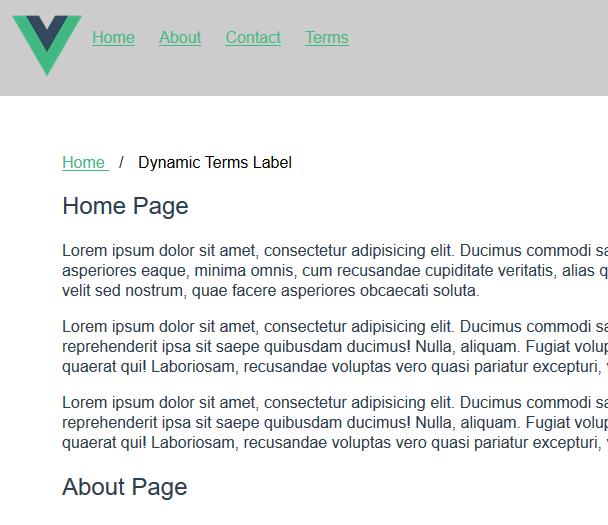 Home About Contact Terms
Home / Dynamic Terms Label
Home Page
Lorem ipsum dolor sit amet, consectetur adipisicing elit. Ducimus commodi
asperiores eaque, minima omnis, cum recusandae cupiditate veritatis, alias
velit sed nostrum, quae facere asperiores obcaecati soluta.
Lorem ipsum dolor sit amet, consectetur adipisicing elit. Ducimus commodi
reprehenderit ipsa sit saepe quibusdam ducimus! Nulla, aliquam. Fugiat
quaerat qui! Laboriosam, recusandae voluptas vero quasi pariatur excepturi,
Lorem ipsum dolor sit amet, consectetur adipisicing elit. Ducimus commodi
reprehenderit ipsa sit saepe quibusdam ducimus! Nulla, aliquam. Fugiat
quaerat qui! Laboriosam, recusandae voluptas vero quasi pariatur excepturi,
About Page